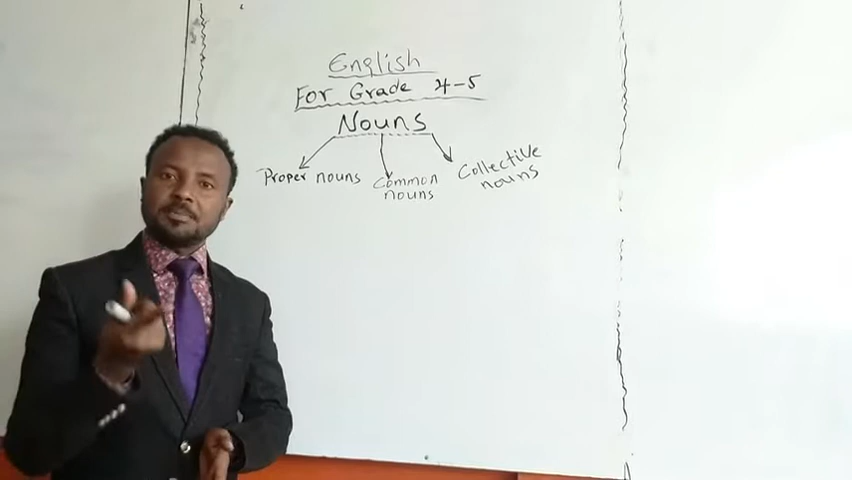 English
For Grade 4-5
Nouns
Proper nouns
Common
nouns
Collective
nouns